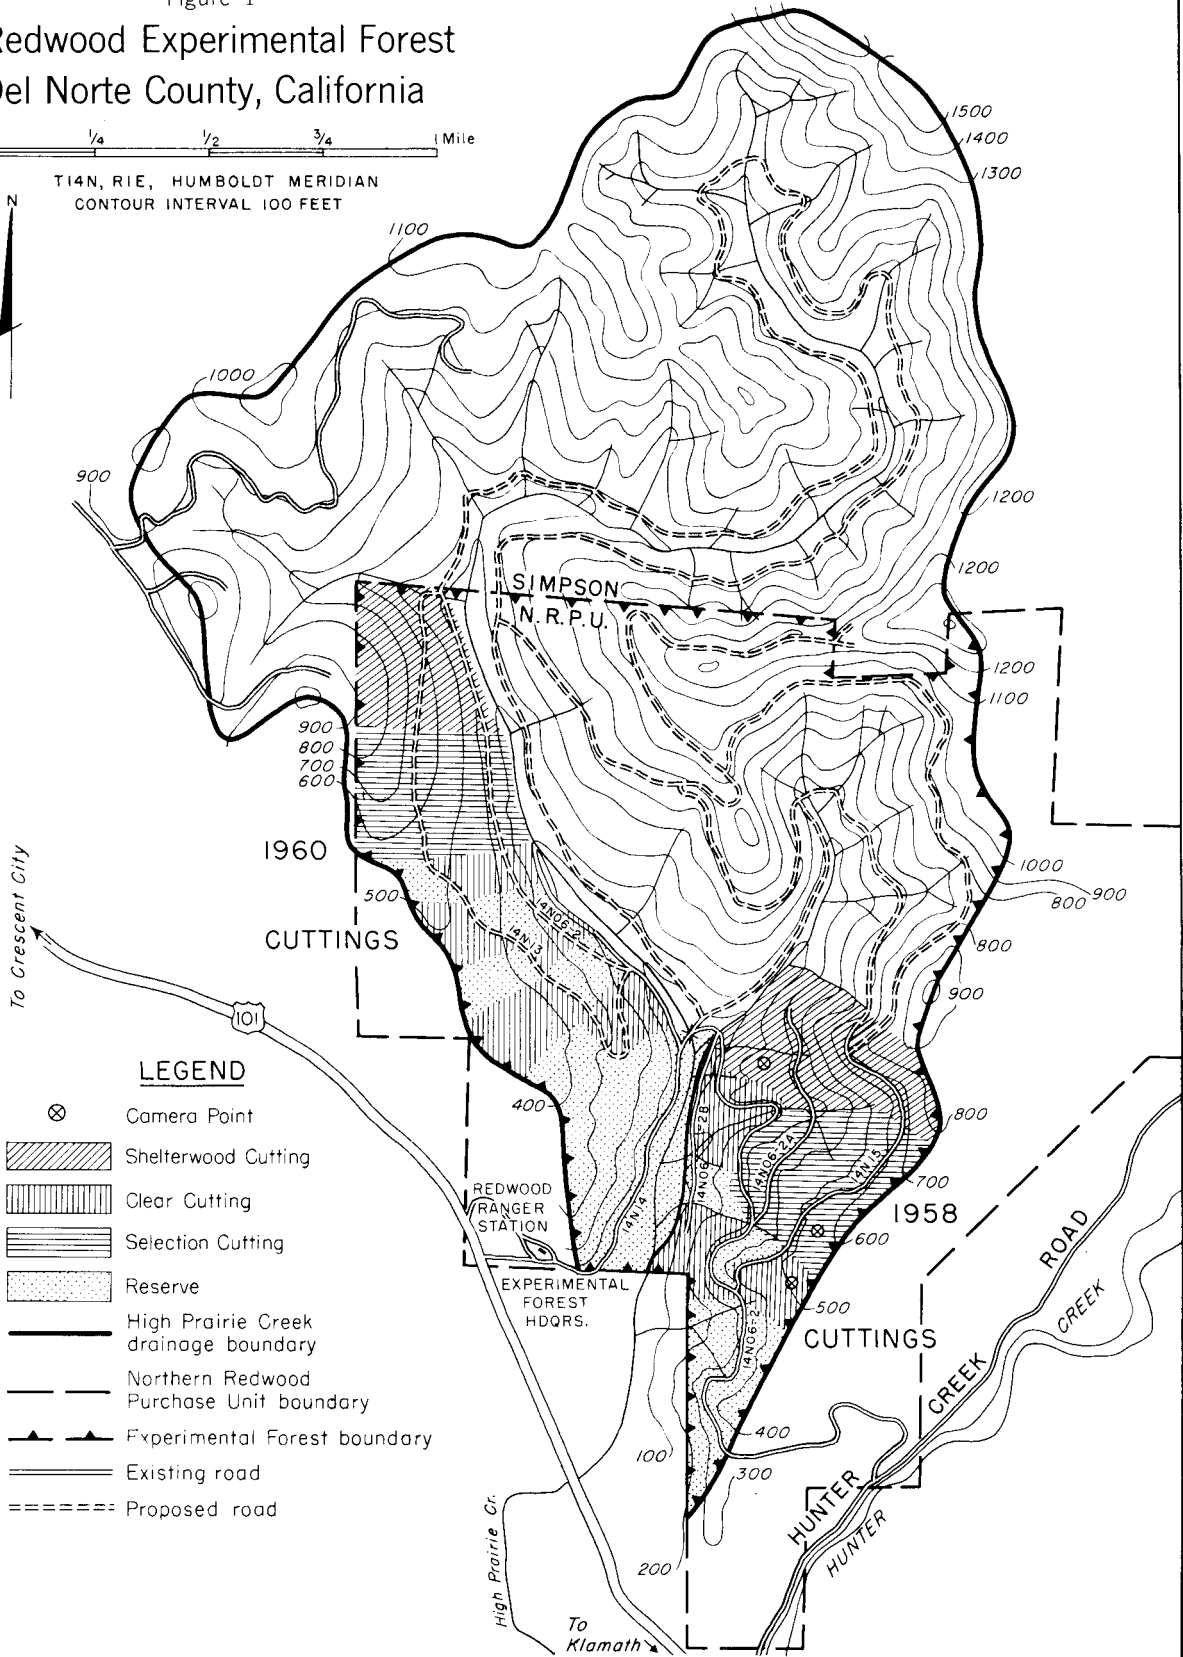 Figure 1
Redwood Experimental Forest
Del Norte County, California
1/4 1/2 3/4 1 Mile
T14N, R1E, HUMBOLDT MERIDIAN
CONTOUR INTERVAL 100 FEET
N
1500
1400
1300
1100
1000
900
1200
1200
SIMPSON
N.R.P.U.
1200
1100
900
800
700
600
1960
CUTTINGS
500
1000
900
800
800
900
14N06-2
14N13
To Crescent City
101
400
800
700
1958
600
500
CUTTINGS
14N06-2B
14N06-2A
14N15
14N14
14N06-2
REDWOOD
RANGER
STATION
EXPERIMENTAL
FOREST
HDQRS.
100
400
300
200
High Prairie Cr.
To
Klamath
HUNTER CREEK ROAD
HUNTER CREEK
LEGEND
Camera Point
Shelterwood Cutting
Clear Cutting
Selection Cutting
Reserve
High Prairie Creek
drainage boundary
Northern Redwood
Purchase Unit boundary
Experimental Forest boundary
Existing road
Proposed road